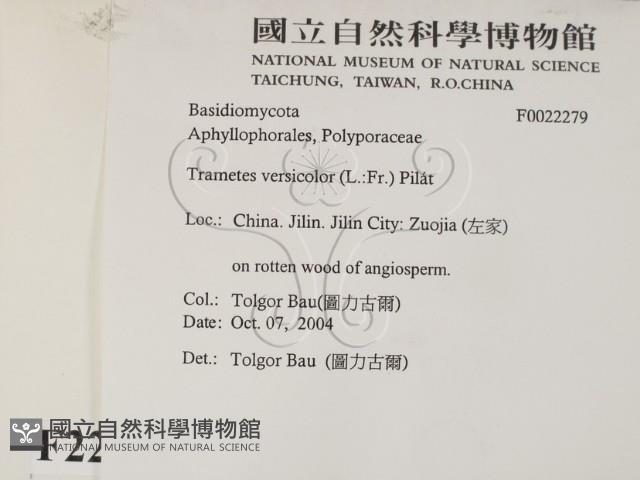 國立自然科學博物館
NATIONAL MUSEUM OF NATURAL SCIENCE
TAICHUNG, TAIWAN, R.O.CHINA
Basidiomycota F0022279
Aphyllophorales, Polyporaceae
Trametes versicolor (L.:Fr.) Pilát
Loc.: China. Jilin. Jilin City: Zuojia (左家)
on rotten wood of angiosperm.
Col.: Tolgor Bau(圖力古爾)
Date: Oct. 07, 2004
Det.: Tolgor Bau (圖力古爾)
國立自然科學博物館
NATIONAL MUSEUM OF NATURAL SCIENCE
F22